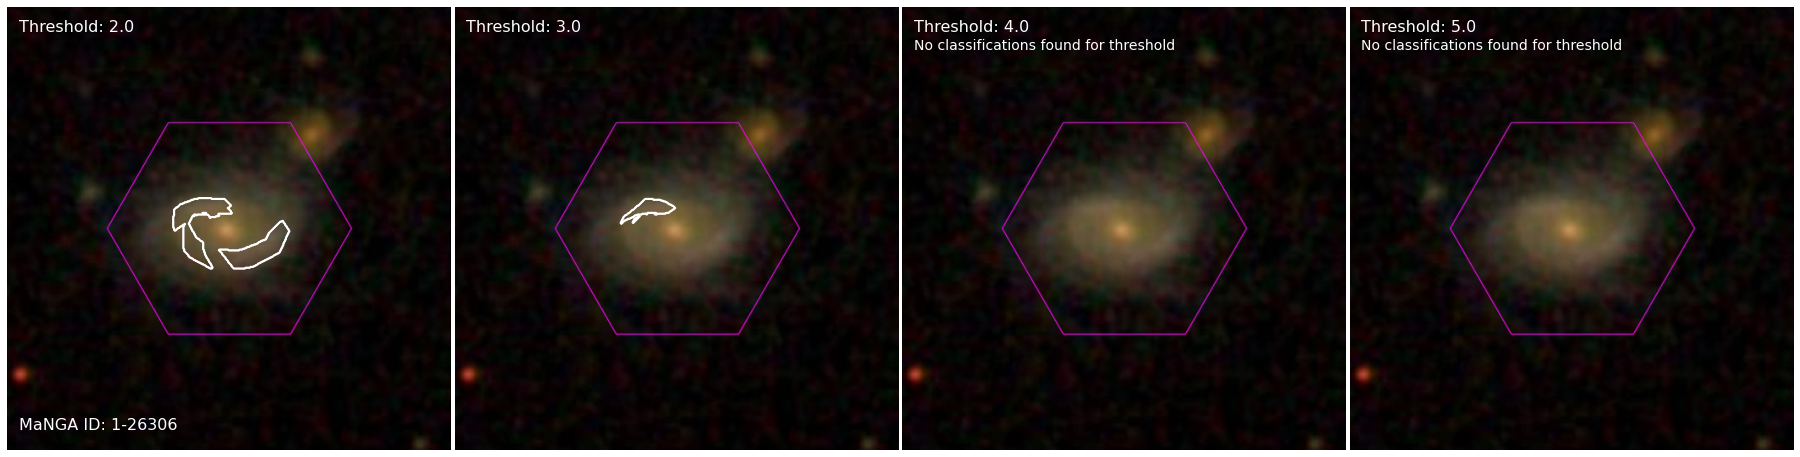 Threshold: 2.0
MaNGA ID: 1-26306
Threshold: 3.0
Threshold: 4.0
No classifications found for threshold
Threshold: 5.0
No classifications found for threshold